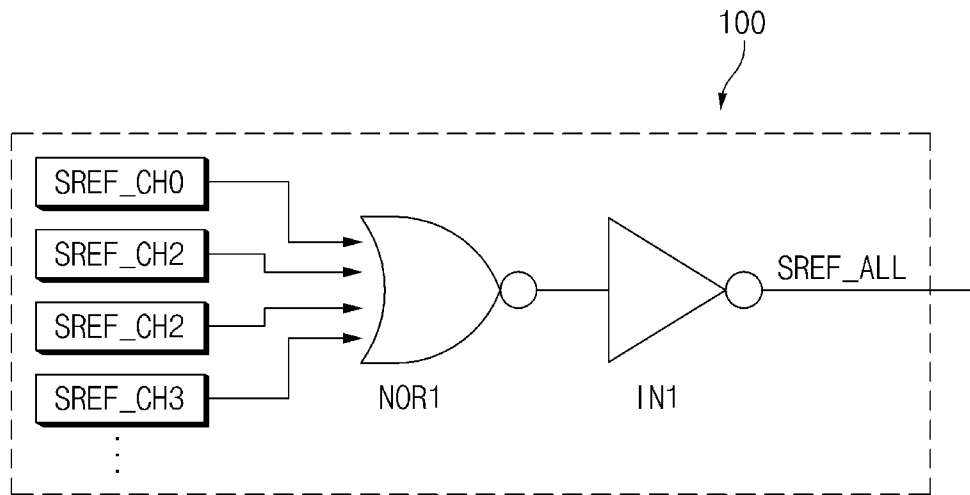 100
SREF_CH0
SREF_CH2
SREF_CH2
SREF_CH3
SREF_ALL
NOR1
IN1